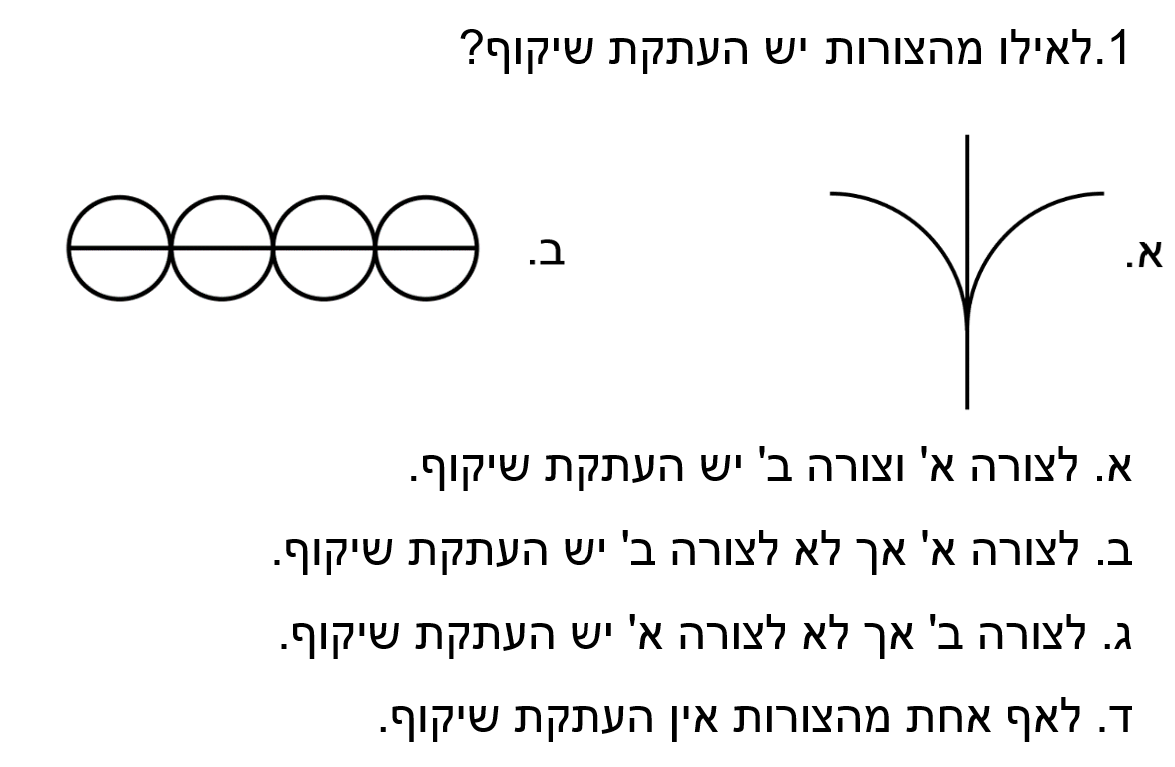 1.לאילו מהצורות יש העתקת שיקוף?
א.
ב.
א. לצורה א' וצורה ב' יש העתקת שיקוף.
ב. לצורה א' אך לא לצורה ב' יש העתקת שיקוף.
ג. לצורה ב' אך לא לצורה א' יש העתקת שיקוף.
ד. לאף אחת מהצורות אין העתקת שיקוף.